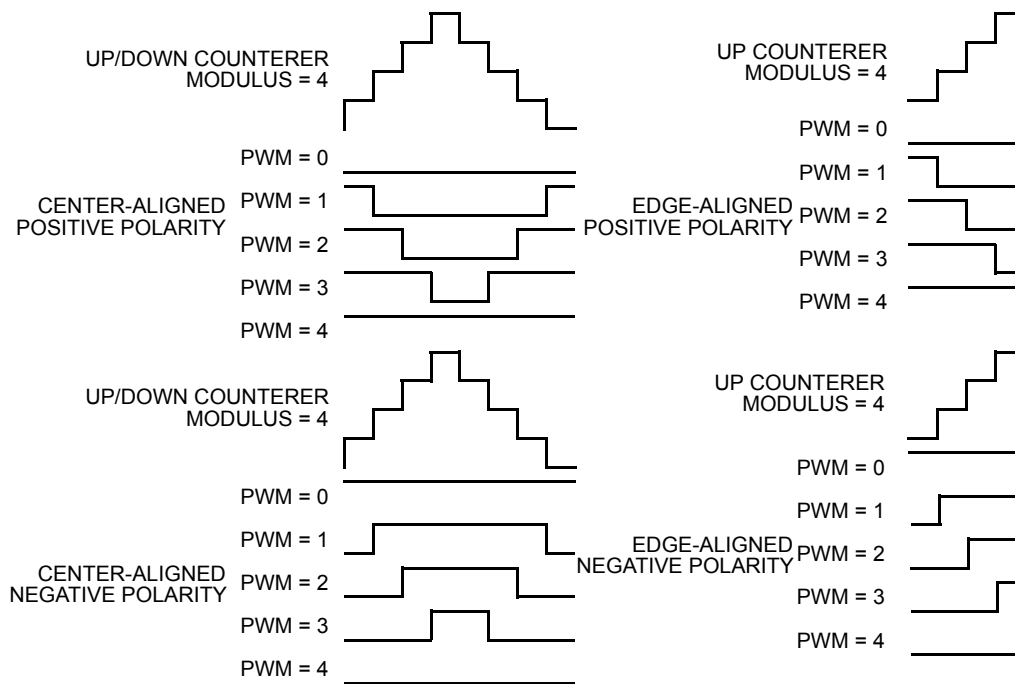 UP/DOWN COUNTERER
MODULUS = 4
PWM = 0
CENTER-ALIGNED
POSITIVE POLARITY
PWM = 1
PWM = 2
PWM = 3
PWM = 4
UP COUNTERER
MODULUS = 4
PWM = 0
PWM = 1
EDGE-ALIGNED
POSITIVE POLARITY
PWM = 2
PWM = 3
PWM = 4
UP/DOWN COUNTERER
MODULUS = 4
PWM = 0
PWM = 1
CENTER-ALIGNED
NEGATIVE POLARITY
PWM = 2
PWM = 3
PWM = 4
UP COUNTERER
MODULUS = 4
PWM = 0
PWM = 1
EDGE-ALIGNED
NEGATIVE POLARITY
PWM = 2
PWM = 3
PWM = 4